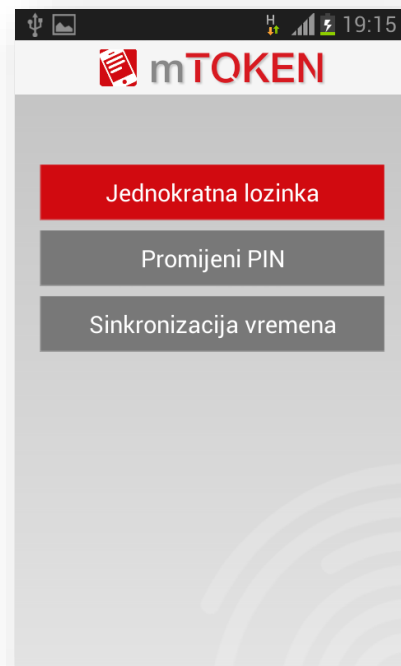 H 19:15
mTOKEN
Jednokratna lozinka
Promijeni PIN
Sinkronizacija vremena